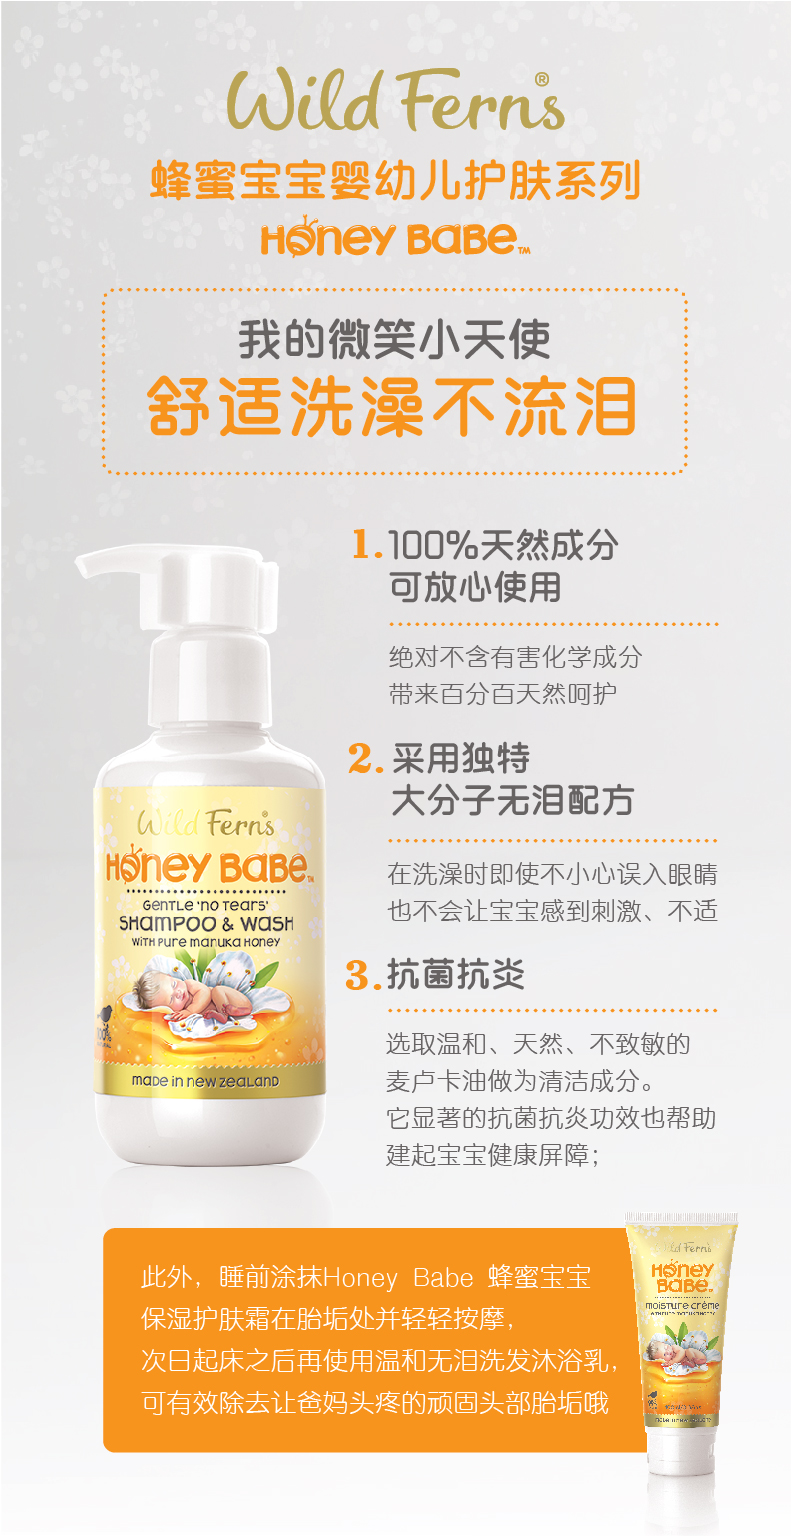 Wild Ferns®
蜂蜜宝宝婴幼儿护肤系列
Honey Babe™
我的微笑小天使
舒适洗澡不流泪
1.100%天然成分
可放心使用
绝对不含有害化学成分
带来百分百天然呵护
2.采用独特
大分子无泪配方
在洗澡时即使不小心误入眼睛
也不会让宝宝感到刺激、不适
3.抗菌抗炎
选取温和、天然、不致敏的
麦卢卡油做为清洁成分。
它显著的抗菌抗炎功效也帮助
建起宝宝健康屏障；
Wild Ferns®
Honey Babe™
Gentle 'no tears'
Shampoo & Wash
with pure manuka honey
100%
made in new zealand
此外，睡前涂抹Honey Babe 蜂蜜宝宝
保湿护肤霜在胎垢处并轻轻按摩，
次日起床之后再使用温和无泪洗发沐浴乳，
可有效除去让爸妈头疼的顽固头部胎垢哦
Wild Ferns
Honey
Babe™
moisture crème
with pure manuka honey
made in new zealand